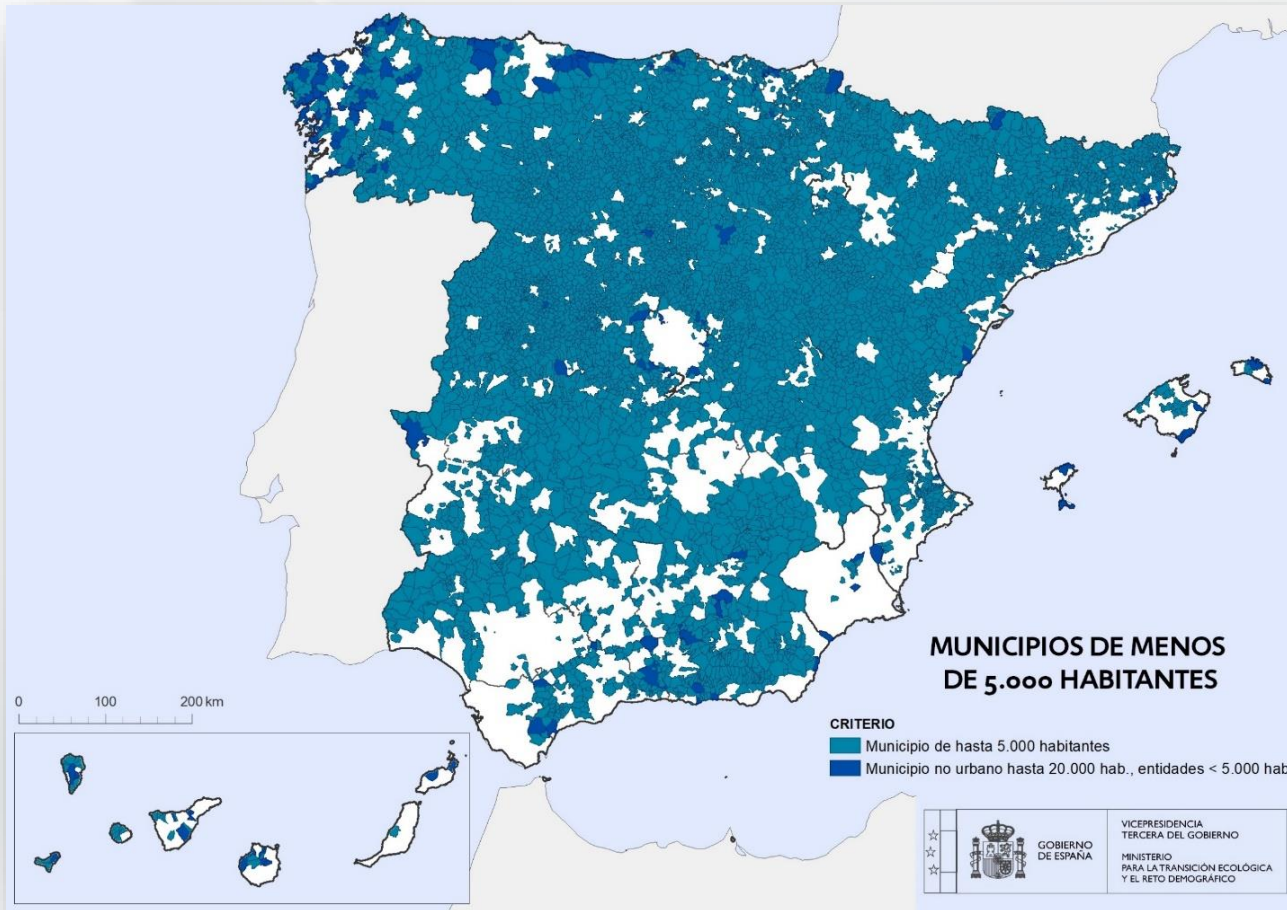 MUNICIPIOS DE MENOS
DE 5.000 HABITANTES
CRITERIO
Municipio de hasta 5.000 habitantes
Municipio no urbano hasta 20.000 hab., entidades < 5.000 hab
0 100 200 km
GOBIERNO
DE ESPAÑA
VICEPRESIDENCIA
TERCERA DEL GOBIERNO
MINISTERIO
PARA LA TRANSICIÓN ECOLÓGICA
Y EL RETO DEMOGRÁFICO